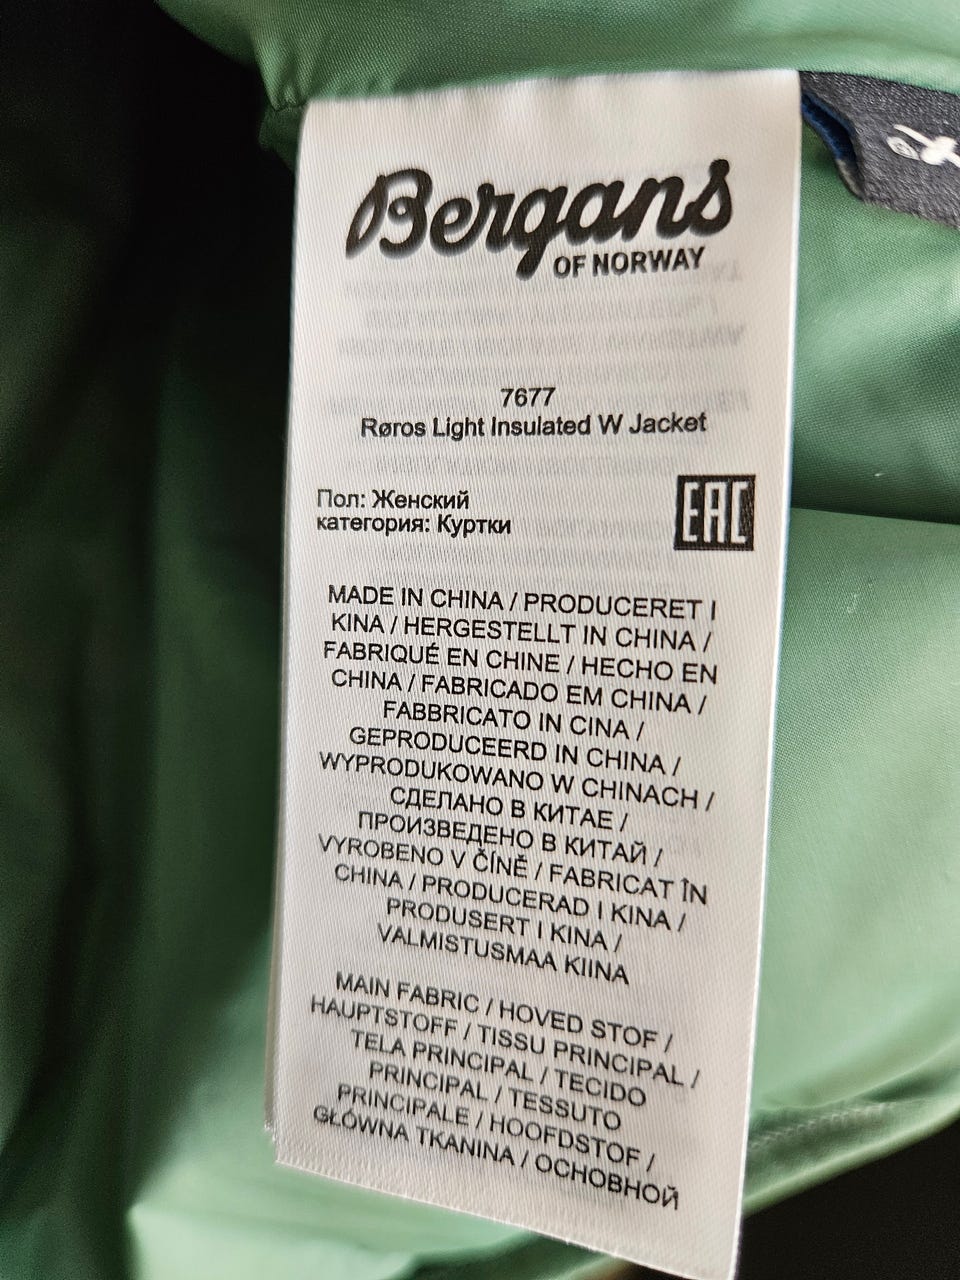 Bergans
OF NORWAY
7677
Røros Light Insulated W Jacket
Пол: Женский
категория: Куртки
EAC
MADE IN CHINA / PRODUCERET I
KINA / HERGESTELLT IN CHINA /
FABRIQUÉ EN CHINE / HECHO EN
CHINA / FABRICADO EM CHINA /
FABBRICATO IN CINA /
GEPRODUCEERD IN CHINA /
WYPRODUKOWANO W CHINACH /
СДЕЛАНО В КИТАЕ /
ПРОИЗВЕДЕНО В КИТАЙ /
VYROBENO V ČÍNĚ / FABRICAT ÎN
CHINA / PRODUCERAD I KINA /
PRODUSERT I KINA /
VALMISTUSMAA KIINA
MAIN FABRIC / HOVED STOF /
HAUPTSTOFF / TISSU PRINCIPAL /
TELA PRINCIPAL / TECIDO
PRINCIPAL / TESSUTO
PRINCIPALE / HOOFDSTOF /
GŁÓWNA TKANINA / ОСНОВНОЙ